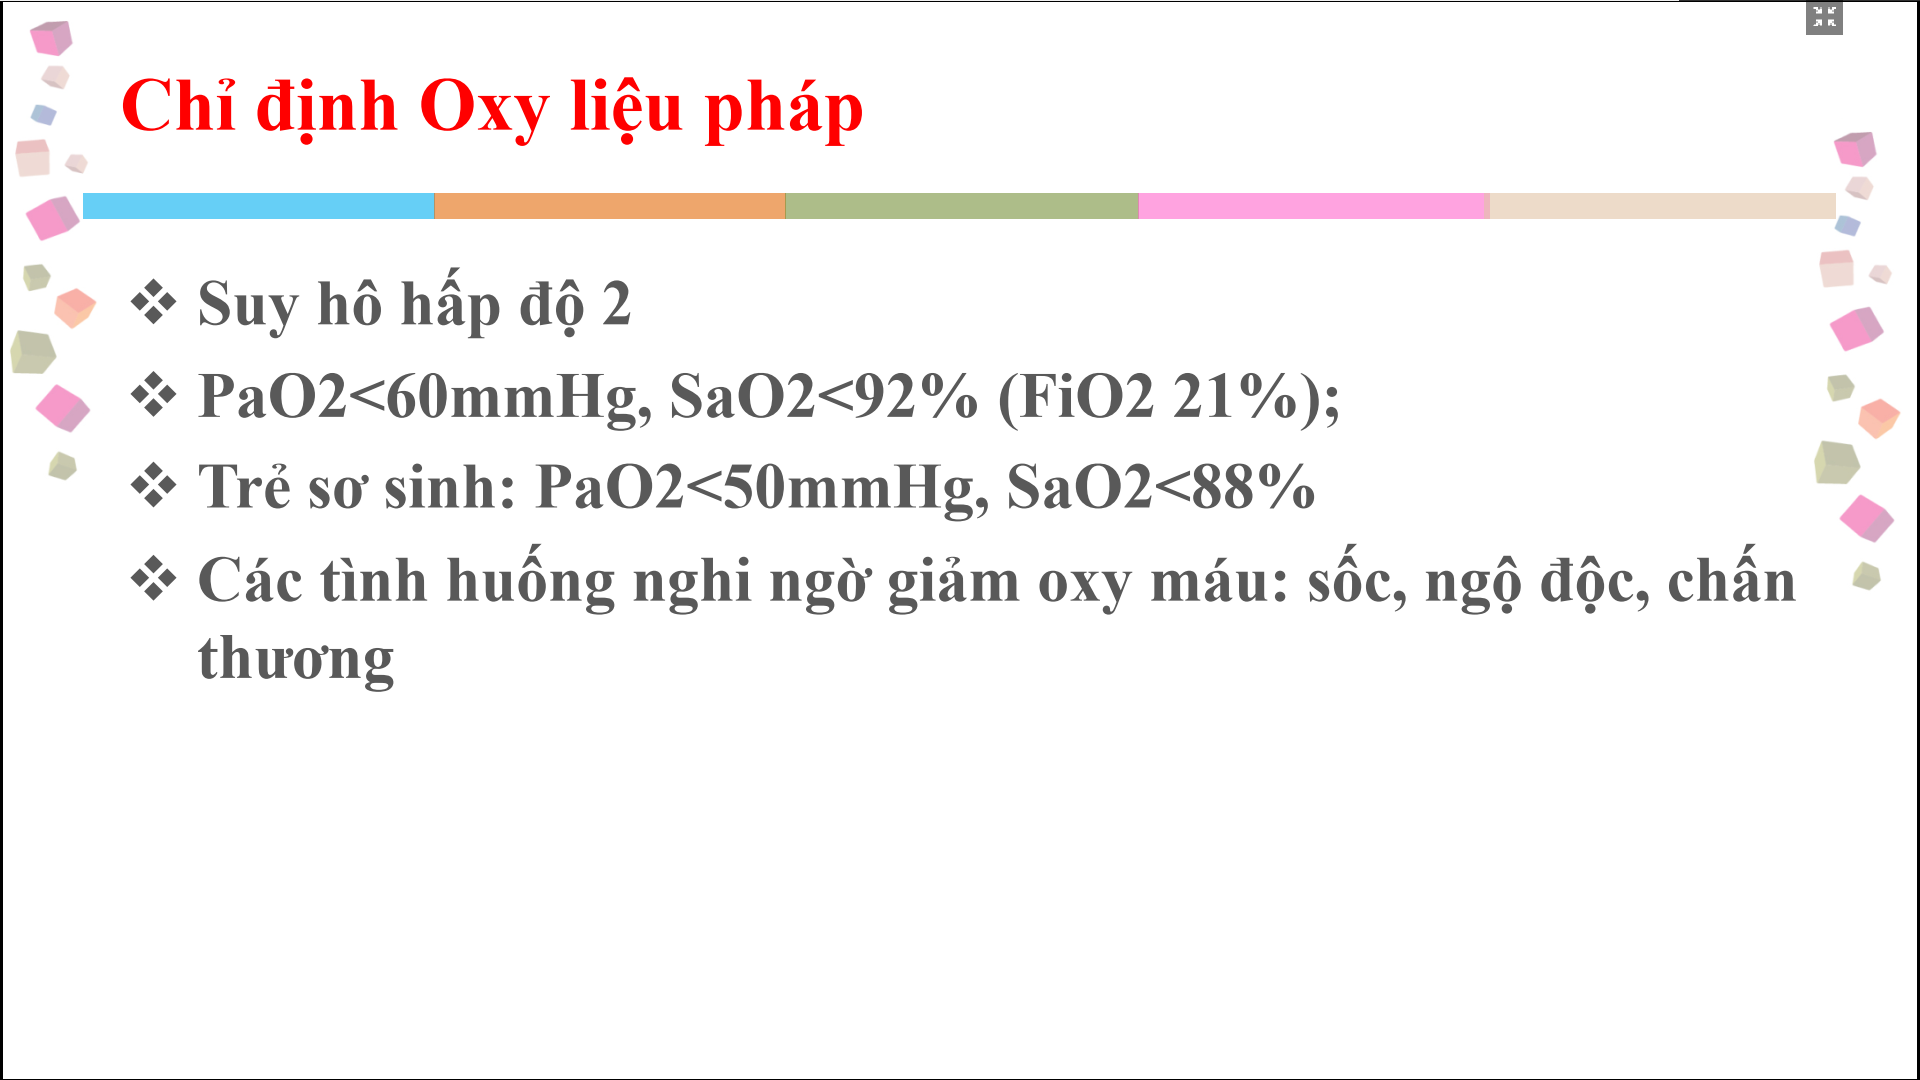 Chỉ định Oxy liệu pháp
❖ Suy hô hấp độ 2
❖ PaO2<60mmHg, SaO2<92% (FiO2 21%);
❖ Trẻ sơ sinh: PaO2<50mmHg, SaO2<88%
❖ Các tình huống nghi ngờ giảm oxy máu: sốc, ngộ độc, chấn
thương